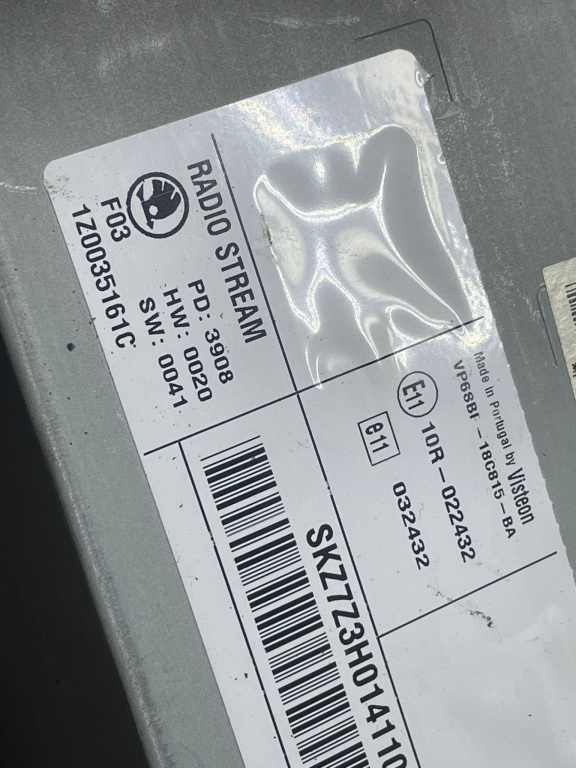 RADIO STREAM
F03
1Z0035161C
PD: 3908
HW: 0020
SW: 0041
Made in Portugal by Visteon
VP6SBF-18C815-BA
E11 10R-022432
e11 032432
SKZ7Z3H014110